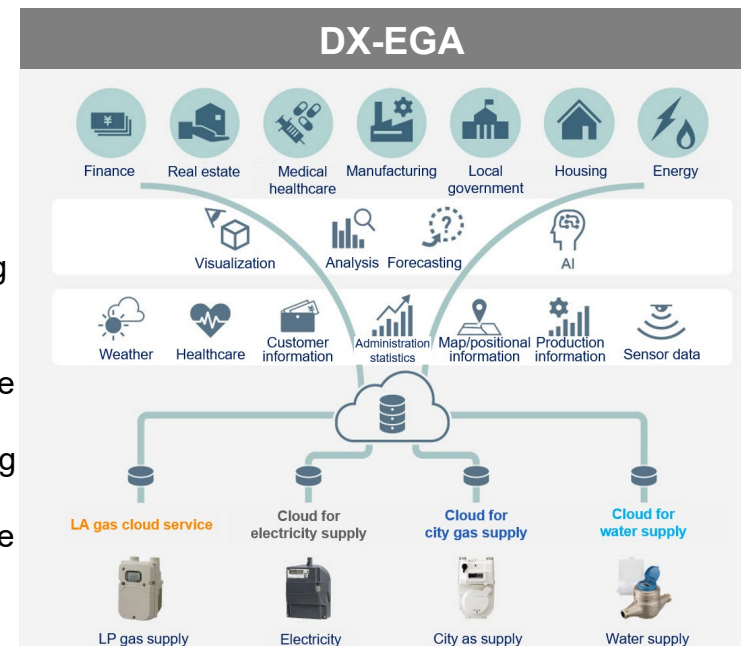 DX-EGA
Finance
Real estate
Medical
healthcare
Manufacturing
Local
government
Housing
Energy
g
Visualization
Analysis
Forecasting
AI
Weather
Healthcare
Customer
information
Administration
statistics
Map/positional
information
Production
information
Sensor data
e
g
e
LA gas cloud service
Cloud for
electricity supply
Cloud for
city gas supply
Cloud for
water supply
LP gas supply
Electricity
City as supply
Water supply